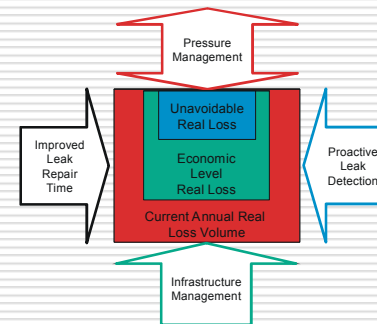 Pressure
Management
Unavoidable
Real Loss
Improved
Leak
Repair
Time
Economic
Level
Real Loss
Proactive
Leak
Detection
Current Annual Real
Loss Volume
Infrastructure
Management